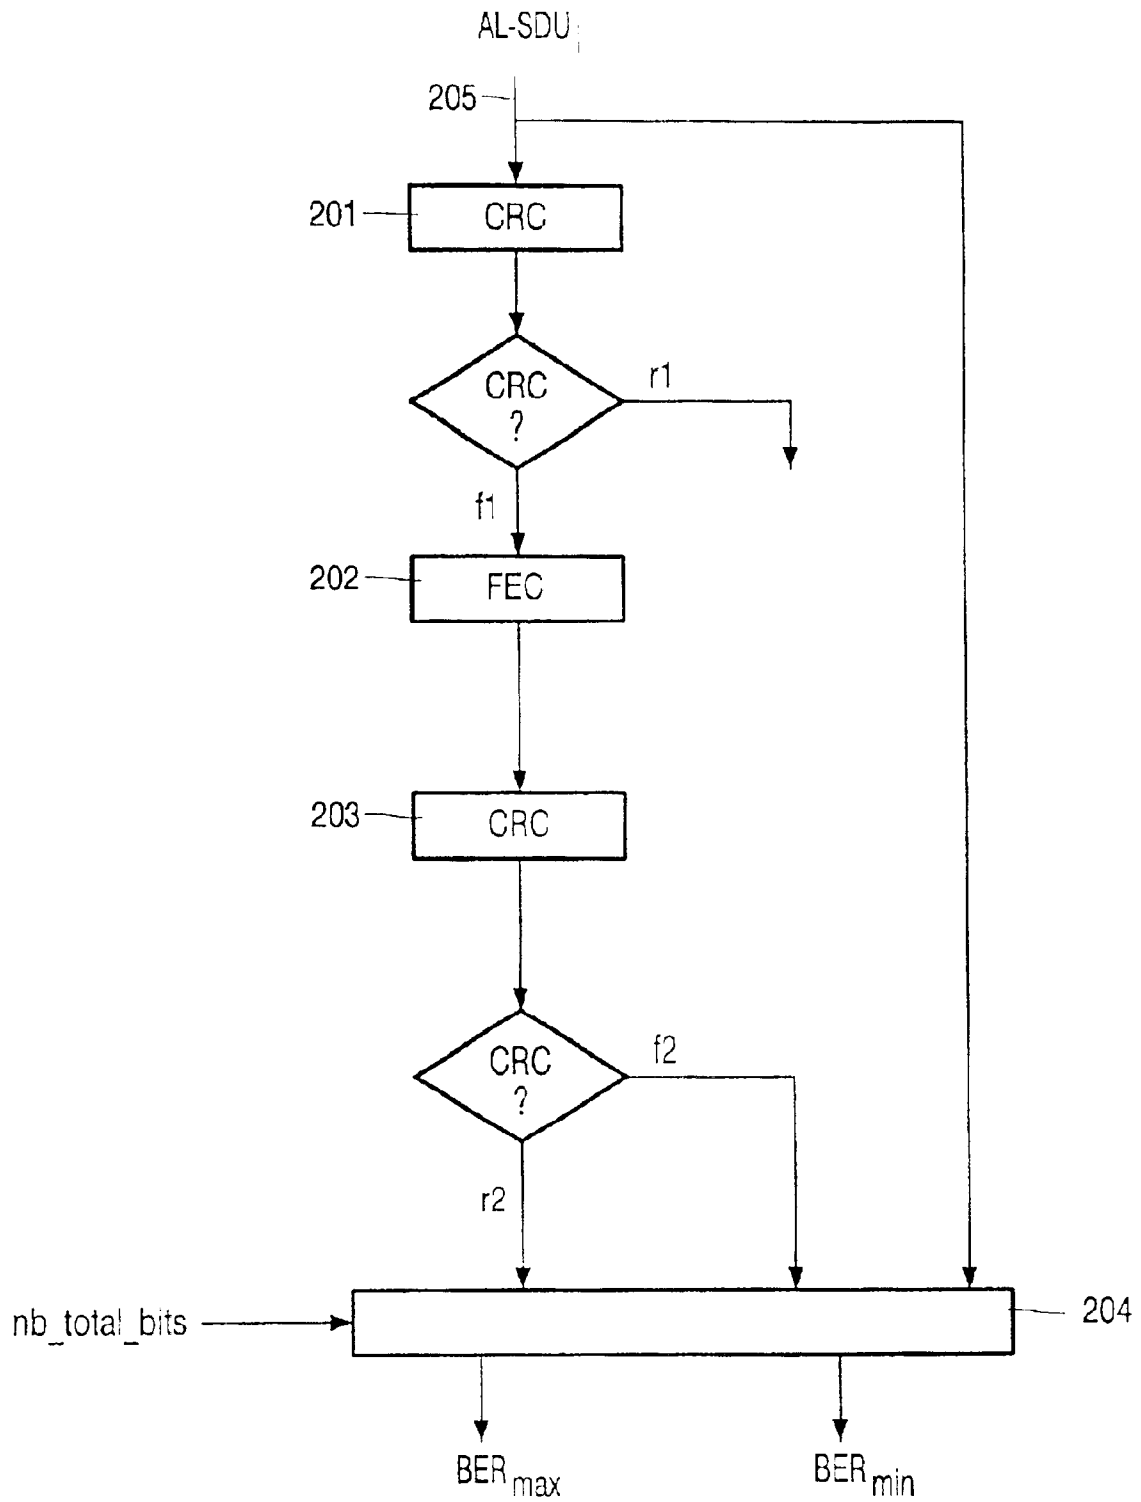 AL-SDU
205
201
CRC
CRC
?
r1
f1
202
FEC
203
CRC
CRC
?
f2
r2
nb_total_bits
204
BERmax
BERmin